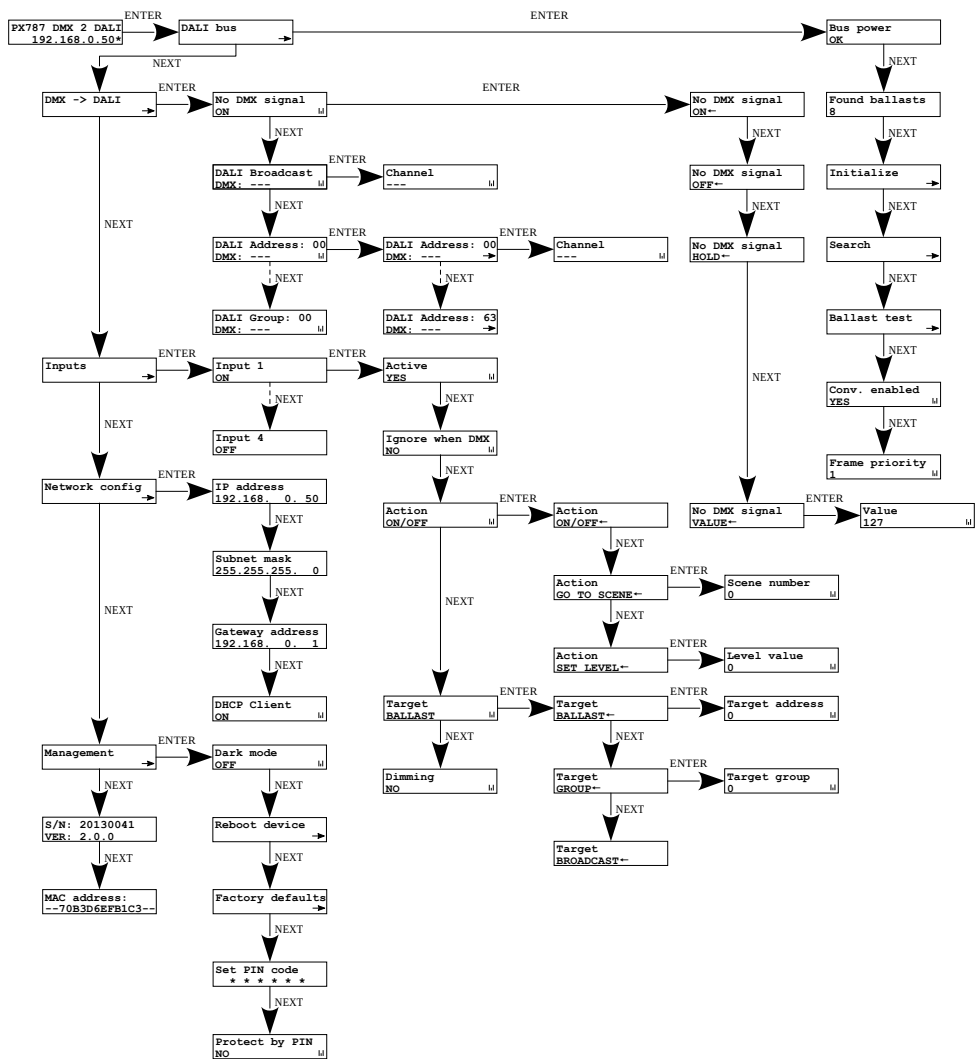 PX787 DMX 2 DALI
192.168.0.50*
ENTER
DALI bus
ENTER
Bus power
OK
NEXT
NEXT
DMX -> DALI
ENTER
No DMX signal
ON
ENTER
No DMX signal
ON←
Found ballasts
8
NEXT
NEXT
NEXT
DALI Broadcast
DMX: ---
ENTER
Channel
---
No DMX signal
OFF←
Initialize
NEXT
NEXT
NEXT
NEXT
DALI Address: 00
DMX: ---
ENTER
DALI Address: 00
DMX: ---
ENTER
Channel
---
No DMX signal
HOLD←
Search
NEXT
NEXT
NEXT
DALI Group: 00
DMX: ---
DALI Address: 63
DMX: ---
Ballast test
Inputs
ENTER
Input 1
ON
ENTER
Active
YES
NEXT
NEXT
NEXT
NEXT
Conv. enabled
YES
NEXT
Input 4
OFF
Ignore when DMX
NO
NEXT
Frame priority
1
Network config
ENTER
IP address
192.168.  0. 50
NEXT
Action
ON/OFF
ENTER
Action
ON/OFF←
No DMX signal
VALUE←
ENTER
Value
127
NEXT
NEXT
Subnet mask
255.255.255.  0
Action
GO TO SCENE←
ENTER
Scene number
0
NEXT
NEXT
NEXT
NEXT
Gateway address
192.168.  0.  1
Action
SET LEVEL←
ENTER
Level value
0
NEXT
DHCP Client
ON
Target
BALLAST
ENTER
Target
BALLAST←
ENTER
Target address
0
Management
ENTER
Dark mode
OFF
NEXT
NEXT
Dimming
NO
Target
GROUP←
ENTER
Target group
0
NEXT
NEXT
NEXT
S/N: 20130041
VER: 2.0.0
Reboot device
Target
BROADCAST←
NEXT
NEXT
MAC address:
--70B3D6EFB1C3--
Factory defaults
NEXT
Set PIN code
* * * * * *
NEXT
Protect by PIN
NO